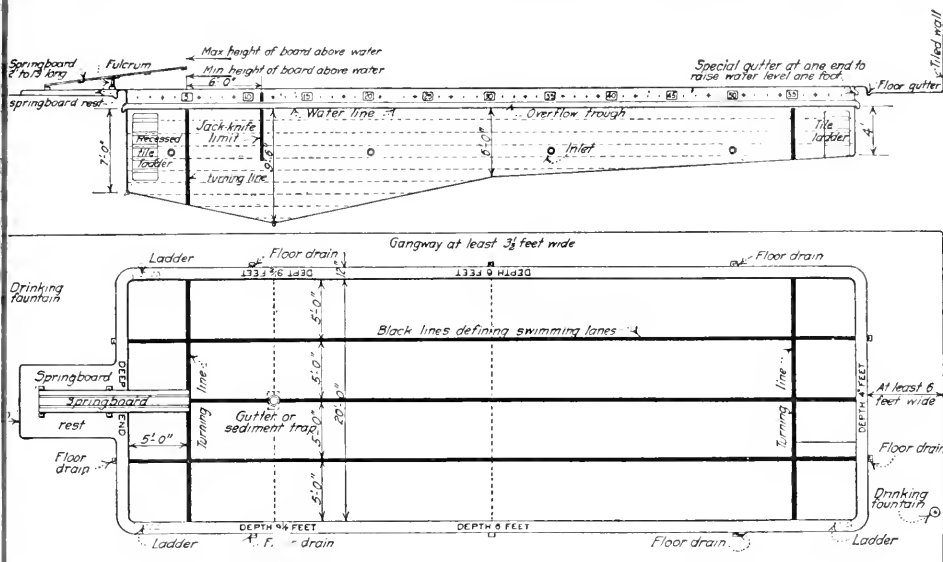 Tiled wall
Max height of board above water
Springboard
Fulcrum
Min height of board above water
Special gutter at one end to
raise water level one foot
6'-0"
Floor gutter
springboard rest
5
10
15
20
25
30
35
40
45
50
55
Water line
Overflow trough
Jack-knife
limit
Recessed
tile
ladder
7'-0"
9'-6"
6'-0"
Inlet
Tile
ladder
4'
turning line
Gangway at least 3½ feet wide
Ladder
Floor drain
Floor drain
DEPTH 9½ FEET
12"
DEPTH 6 FEET
Drinking
fountain
5'-0"
Black lines defining swimming lanes
DEEP END
Springboard
Springboard
rest
Turning line
5'-0"
20'-0"
Turning line
DEPTH 4 FEET
At least 6
feet wide
Gutter or
sediment trap
5'-0"
5'-0"
Floor
drain
5'-0"
Floor drain
Drinking
fountain
DEPTH 9½ FEET
DEPTH 6 FEET
Ladder
drain
Floor drain
Ladder